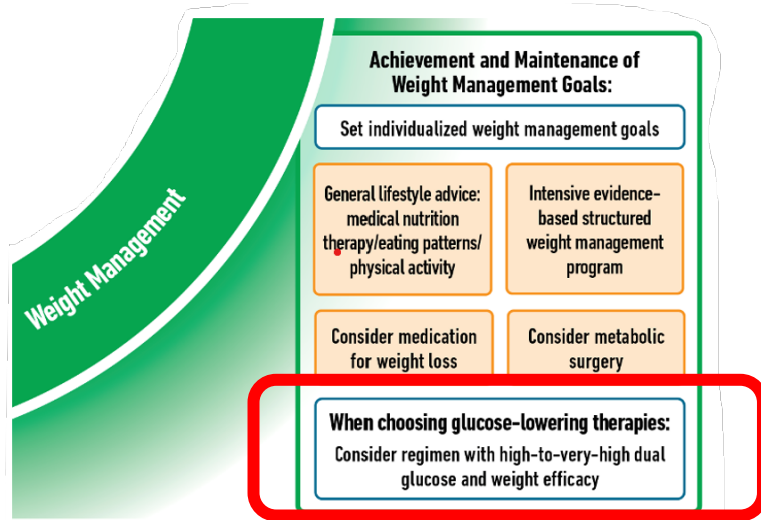 Achievement and Maintenance of
Weight Management Goals:
Set individualized weight management goals
General lifestyle advice:
medical nutrition
therapy/eating patterns/
physical activity
Intensive evidence-
based structured
weight management
program
Consider medication
for weight loss
Consider metabolic
surgery
When choosing glucose-lowering therapies:
Consider regimen with high-to-very-high dual
glucose and weight efficacy
Weight Management